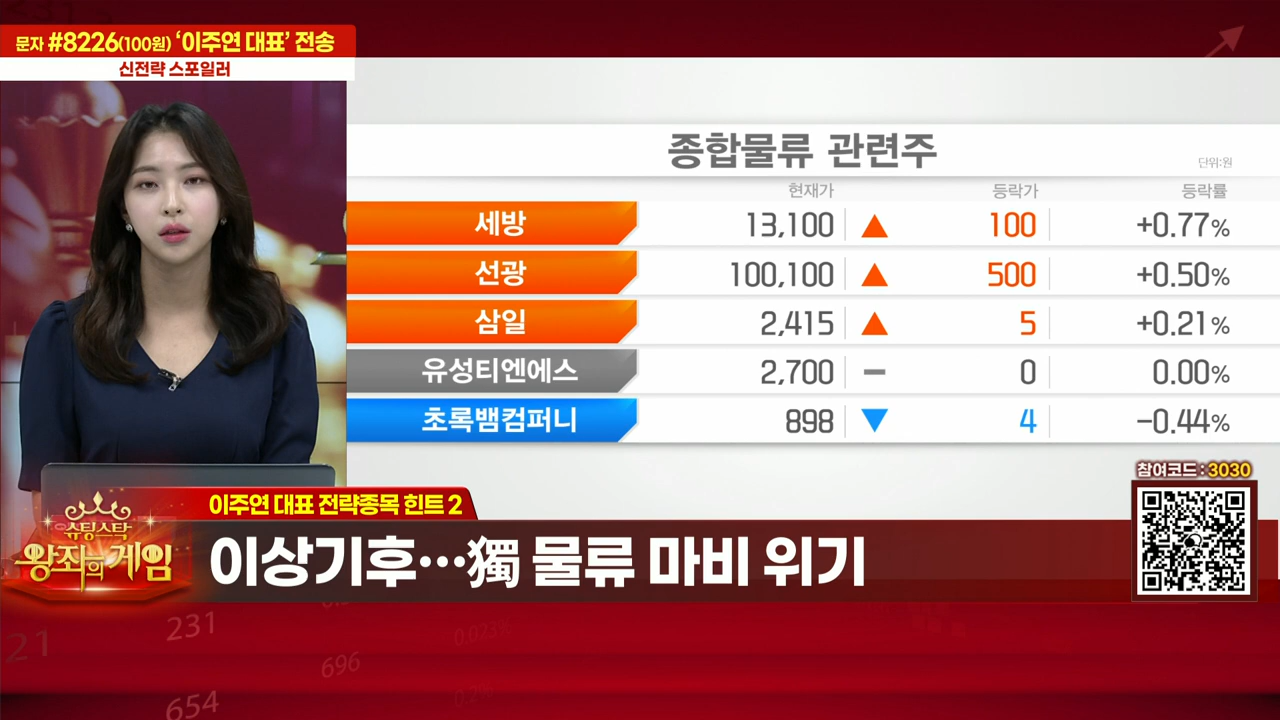 문자 #8226(100원) ‘이주연 대표’ 전송
신전략 스포일러
종합물류 관련주
단위:원
현재가 등락가 등락률
세방 13,100 ▲ 100 +0.77%
선광 100,100 ▲ 500 +0.50%
삼일 2,415 ▲ 5 +0.21%
유성티엔에스 2,700 - 0 0.00%
초록뱀컴퍼니 898 ▼ 4 -0.44%
참여코드 : 3030
이주연 대표 전략종목 힌트 2
슈팅스탁
왕좌의 게임
이상기후…獨 물류 마비 위기
231
21
0.023%
696
654